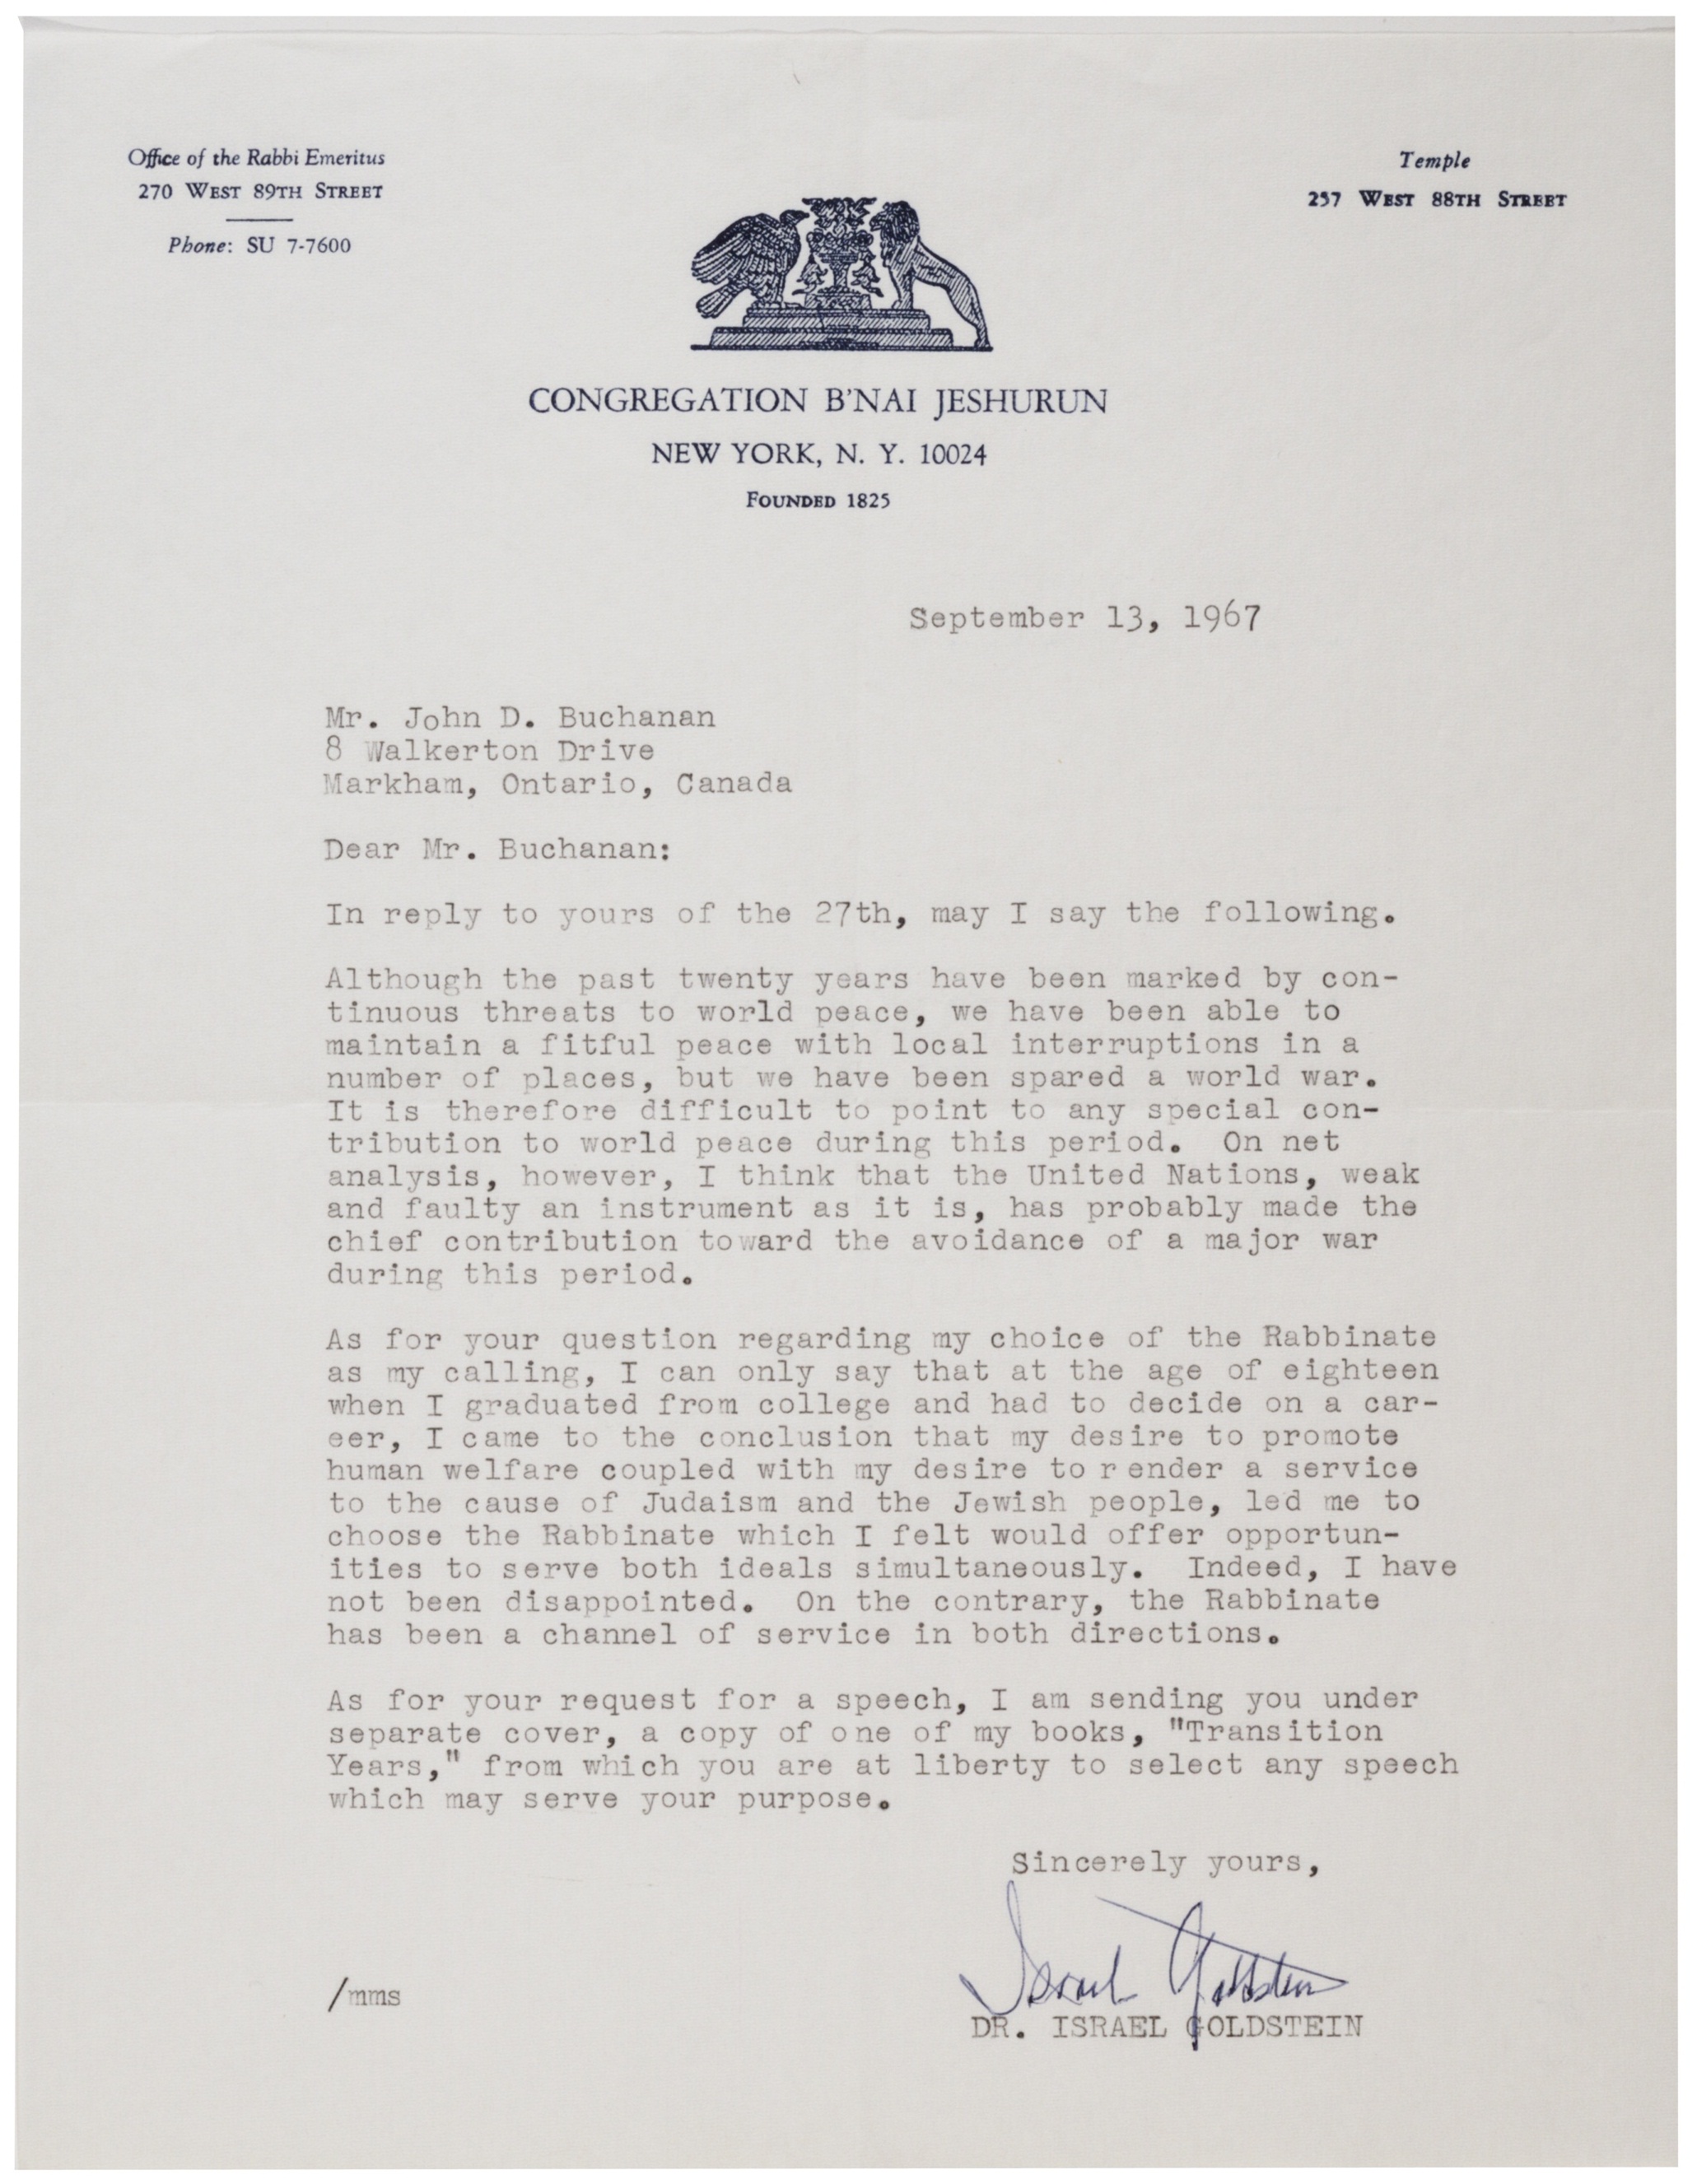 Office of the Rabbi Emeritus
270 WEST 89TH STREET
Phone: SU 7-7600
Temple
257 WEST 88TH STREET
CONGREGATION B'NAI JESHURUN
NEW YORK, N. Y. 10024
FOUNDED 1825
September 13, 1967
Mr. John D. Buchanan
8 Walkerton Drive
Markham, Ontario, Canada
Dear Mr. Buchanan:
In reply to yours of the 27th, may I say the following.
Although the past twenty years have been marked by con-
tinuous threats to world peace, we have been able to
maintain a fitful peace with local interruptions in a
number of places, but we have been spared a world war.
It is therefore difficult to point to any special con-
tribution to world peace during this period. On net
analysis, however, I think that the United Nations, weak
and faulty an instrument as it is, has probably made the
chief contribution toward the avoidance of a major war
during this period.
As for your question regarding my choice of the Rabbinate
as my calling, I can only say that at the age of eighteen
when I graduated from college and had to decide on a car-
eer, I came to the conclusion that my desire to promote
human welfare coupled with my desire to r ender a service
to the cause of Judaism and the Jewish people, led me to
choose the Rabbinate which I felt would offer opportun-
ities to serve both ideals simultaneously. Indeed, I have
not been disappointed. On the contrary, the Rabbinate
has been a channel of service in both directions.
As for your request for a speech, I am sending you under
separate cover, a copy of one of my books, "Transition
Years," from which you are at liberty to select any speech
which may serve your purpose.
Sincerely yours,
Israel Goldstein
/mms
DR. ISRAEL GOLDSTEIN